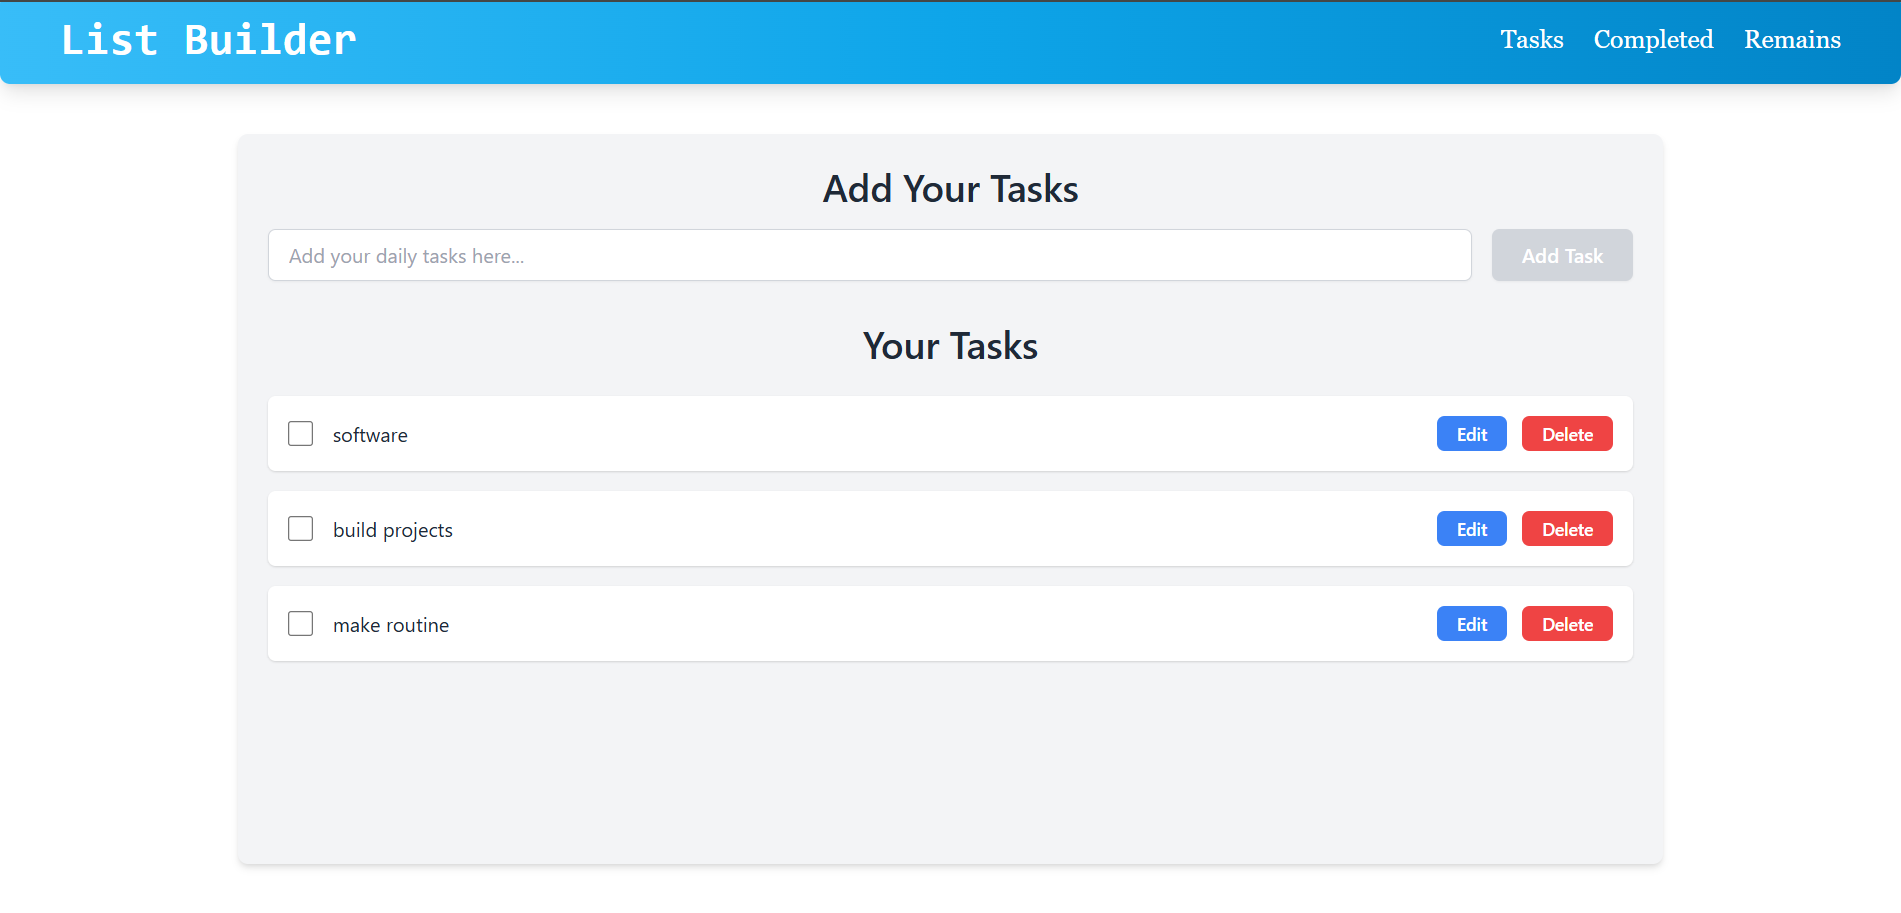 List Builder
Tasks Completed Remains
Add Your Tasks
Add your daily tasks here...
Add Task
Your Tasks
software
Edit Delete
build projects
Edit Delete
make routine
Edit Delete